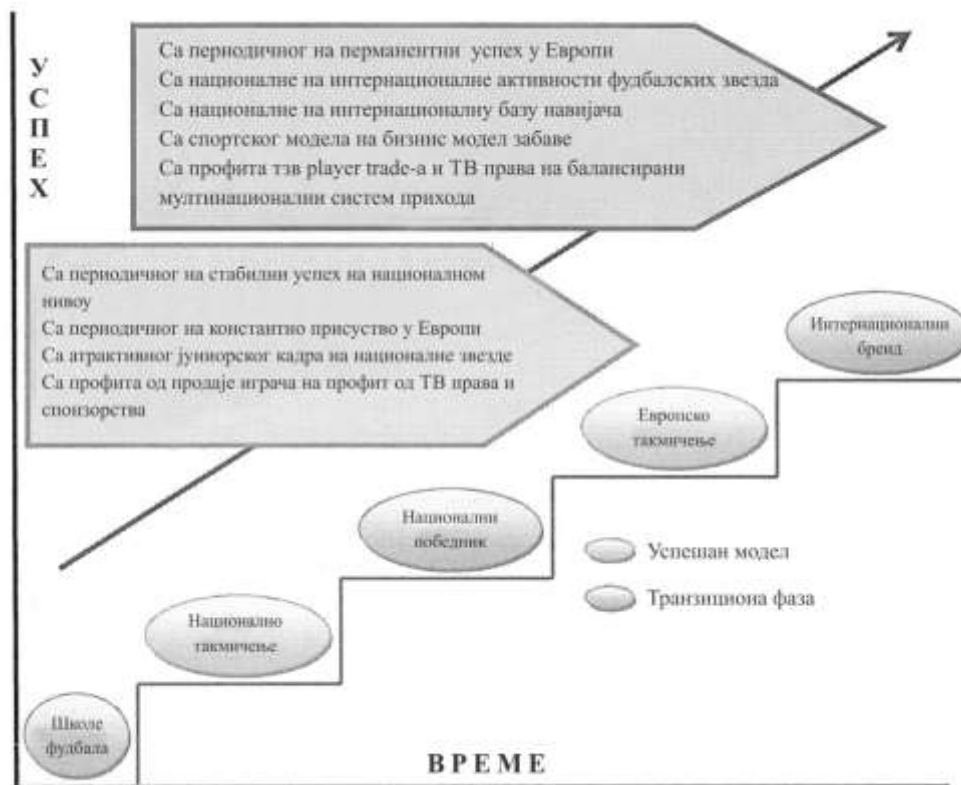 УСПЕХ
Са периодичног на перманентни успех у Европи
Са националне на интернационалне активности фудбалских звезда
Са националне на интернационалну базу навијача
Са спортског модела на бизнис модел забаве
Са профита тзв player trade-a и ТВ права на балансирани
мултинационални систем прихода
Са периодичног на стабилни успех на националном
нивоу
Са периодичног на константно присуство у Европи
Са атрактивног јуниорског кадра на националне звезде
Са профита од продаје играча на профит од ТВ права и
спонзорства
Интернационални
бренд
Европско
такмичење
Национални
победник
Успешан модел
Транзициона фаза
Национално
такмичење
Школе
фудбала
ВРЕМЕ